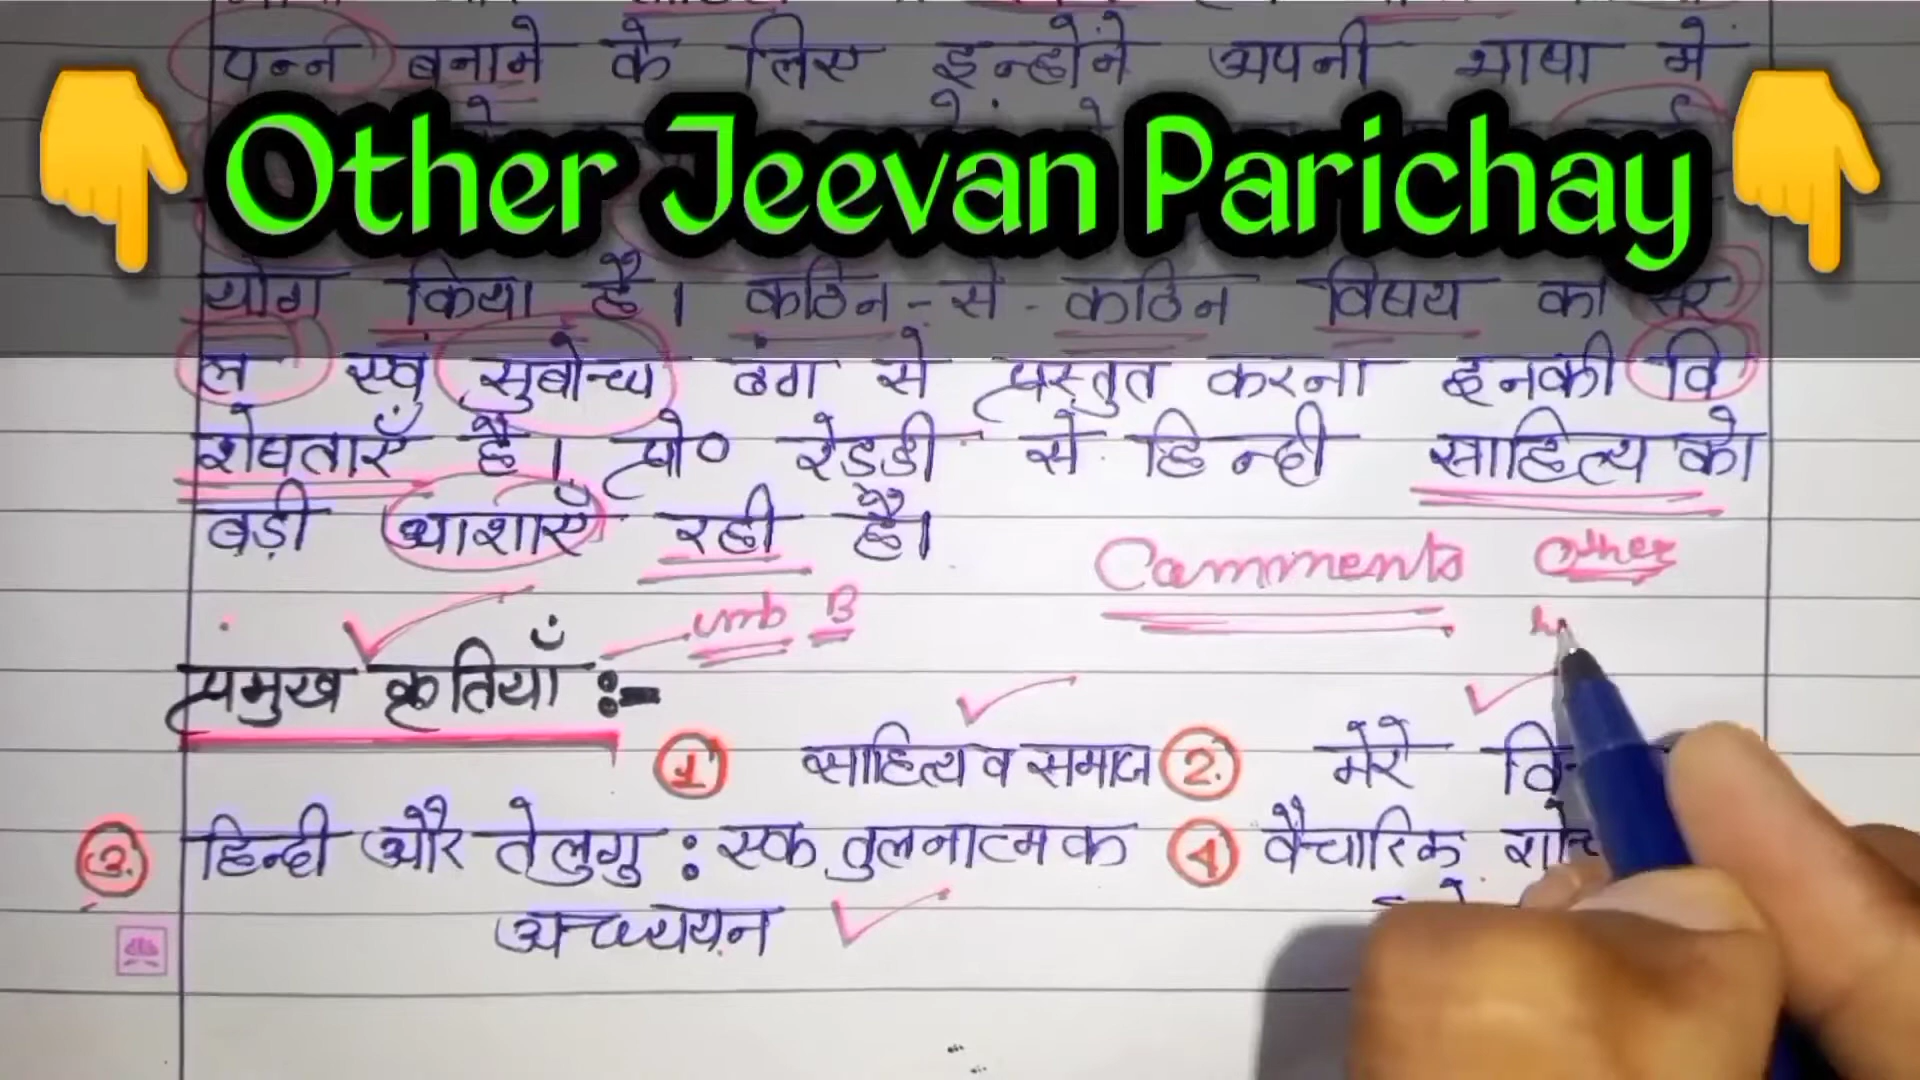 पन्न बनाने के लिए इन्होंने अपनी भाषा में
Other Jeevan Parichay
योग किया है। कठिन-से-कठिन विषय को सर
ल एवं सुबोध ढंग से प्रस्तुत करना इनकी वि
शेषताएँ है। प्रो० रेड्डी से हिन्दी साहित्य को
बड़ी आशाएँ रही है।
Comments Other
प्रमुख कृतियाँ :-
① साहित्य व समाज ② मेरे
③ हिन्दी और तेलुगु : एक तुलनात्मक ④ वैचारिक
अध्ययन